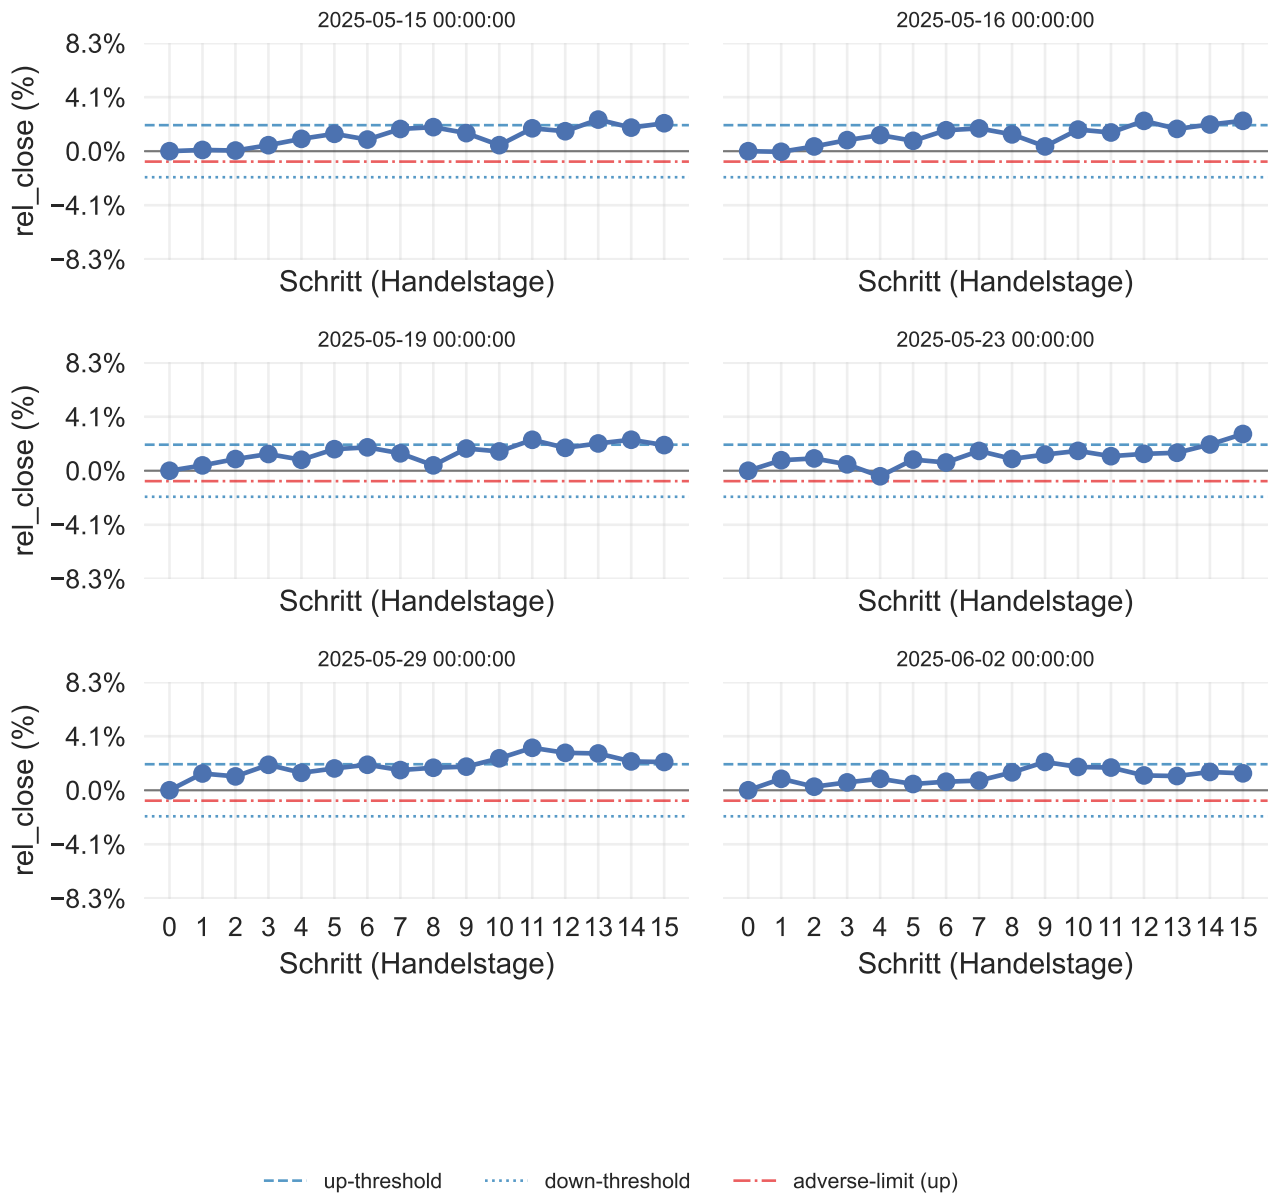 2025-05-15 00:00:00 2025-05-16 00:00:00
8.3%
4.1%
0.0%
−4.1%
−8.3%
rel_close (%)
Schritt (Handelstage) Schritt (Handelstage)
2025-05-19 00:00:00 2025-05-23 00:00:00
8.3%
4.1%
0.0%
−4.1%
−8.3%
rel_close (%)
Schritt (Handelstage) Schritt (Handelstage)
2025-05-29 00:00:00 2025-06-02 00:00:00
8.3%
4.1%
0.0%
−4.1%
−8.3%
rel_close (%)
0 1 2 3 4 5 6 7 8 9 10 11 12 13 14 15 0 1 2 3 4 5 6 7 8 9 10 11 12 13 14 15
Schritt (Handelstage) Schritt (Handelstage)
up-threshold down-threshold adverse-limit (up)